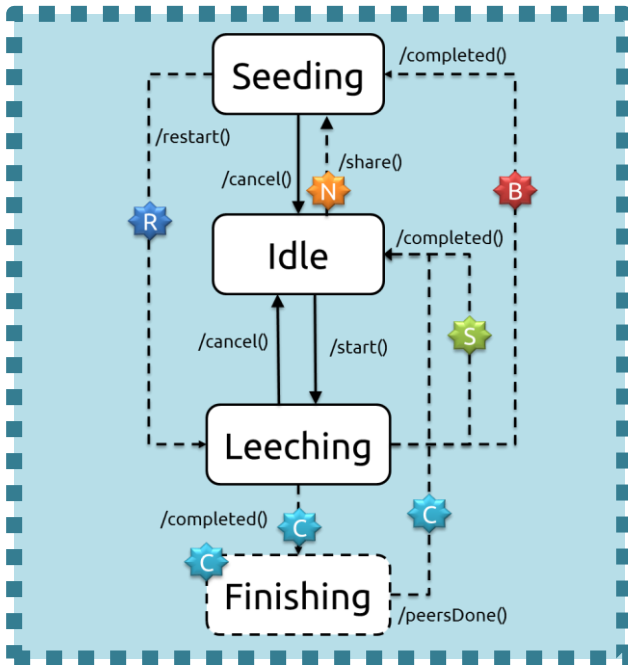 /completed()
Seeding
/restart()
/share()
/cancel()
N
B
R
/completed()
Idle
/cancel()
/start()
S
Leeching
/completed()
C
C
C
Finishing
/peersDone()